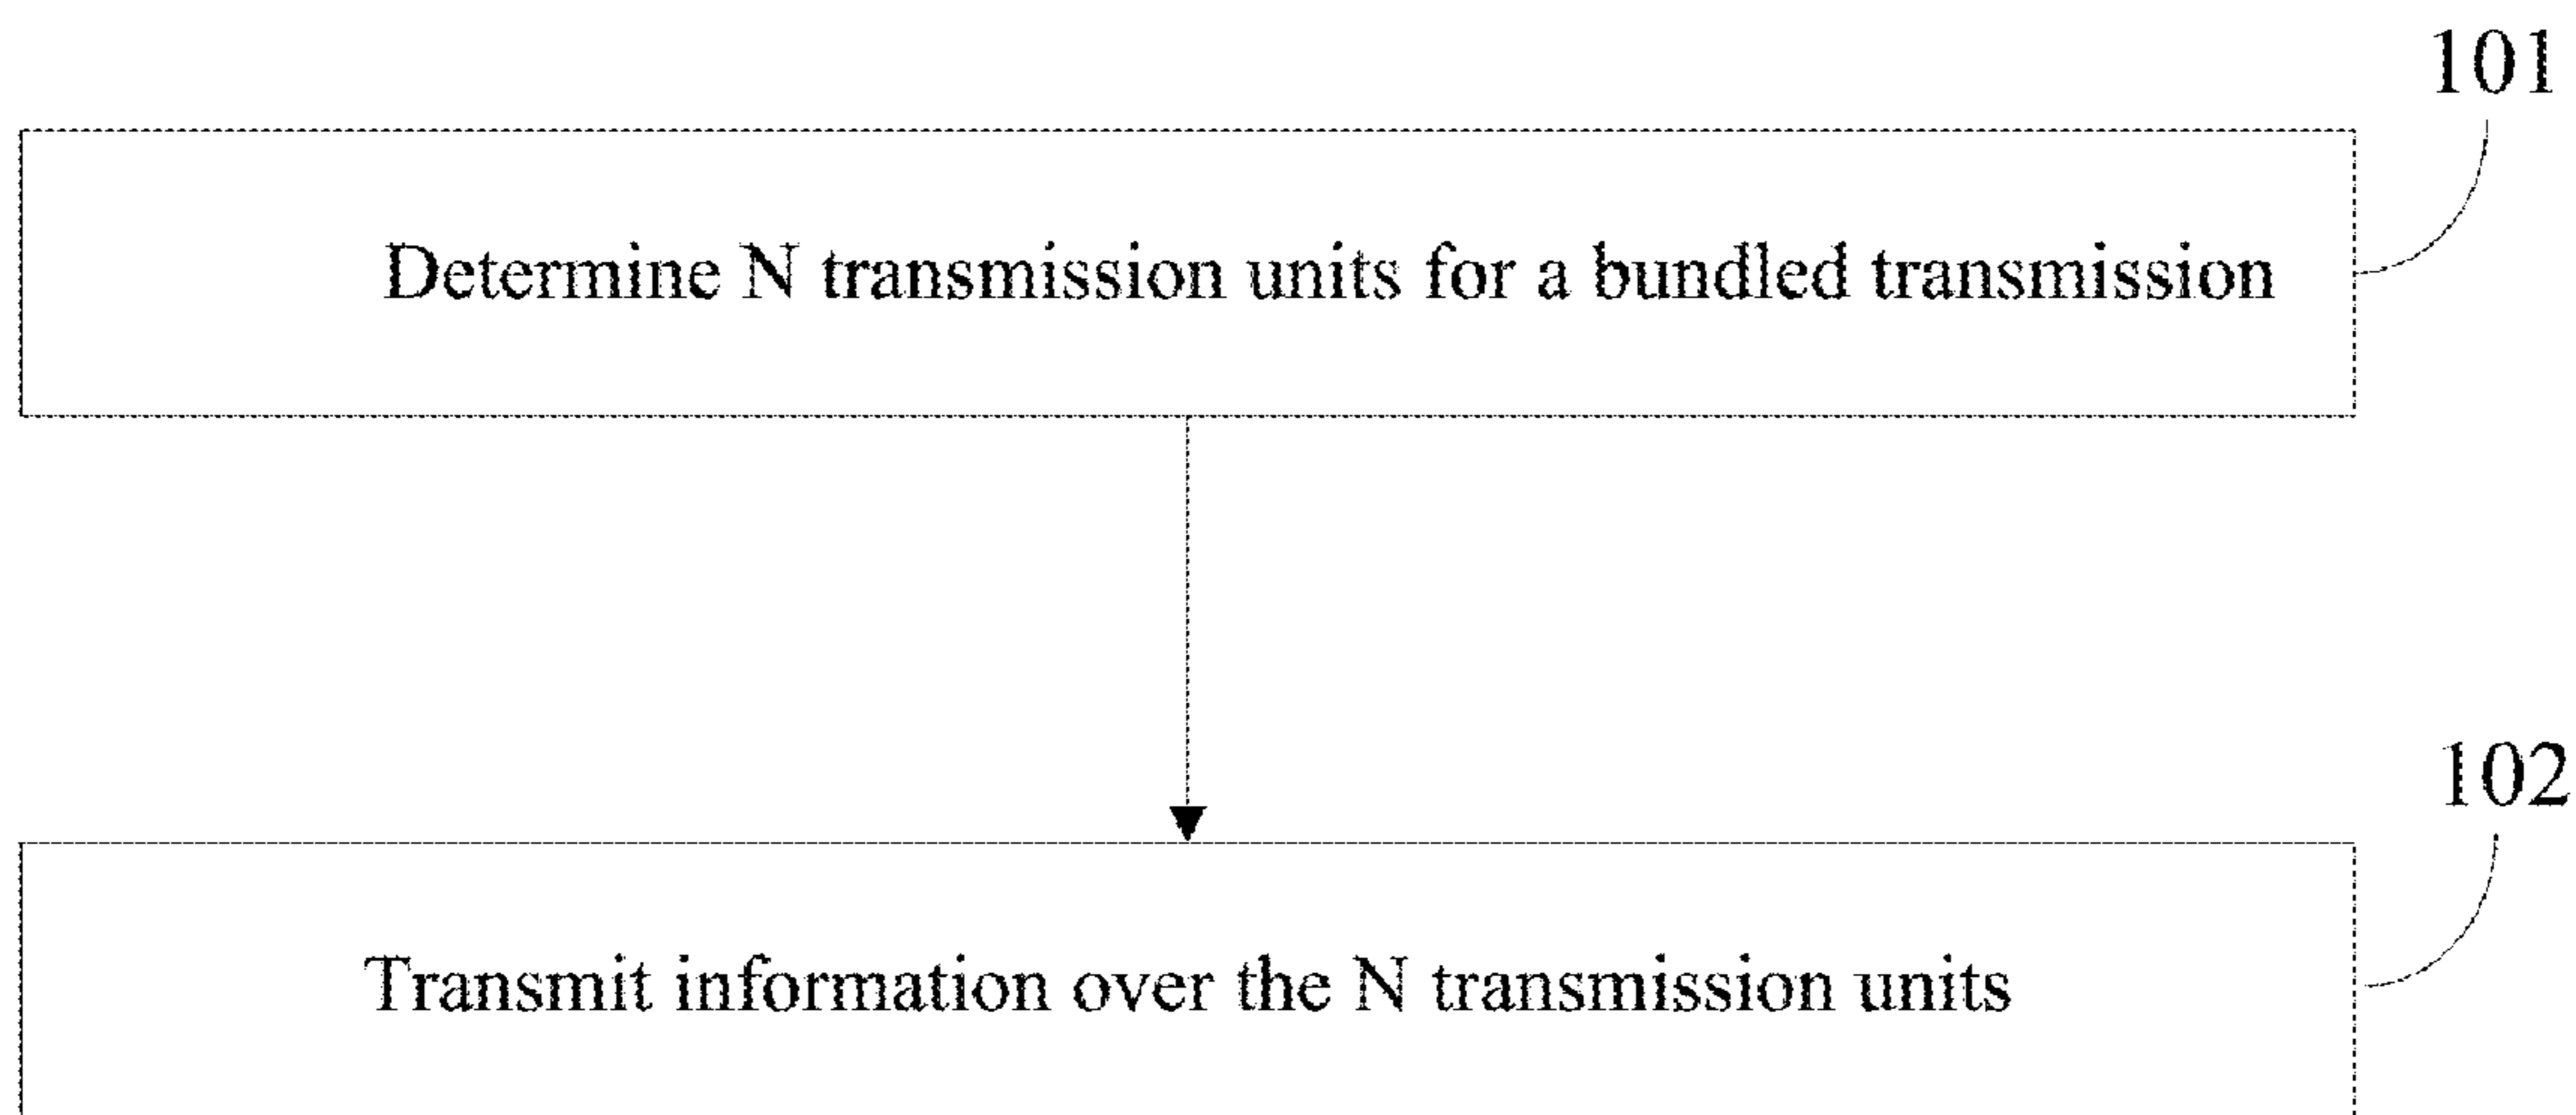 101
Determine N transmission units for a bundled transmission
102
Transmit information over the N transmission units